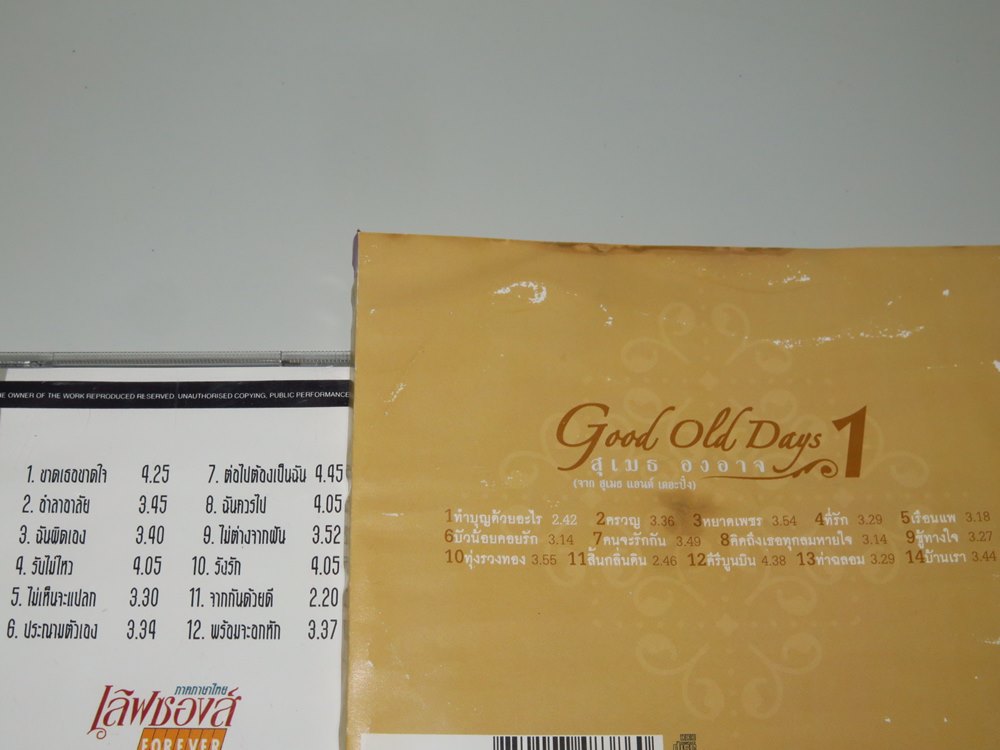 E OWNER OF THE WORK REPRODUCED RESERVED. UNAUTHORISED COPYING, PUBLIC PERFORMANCE
1. ขาดเธอขาดใจ 4.25 7. ต่อไปต้องเป็นฉัน 4.45
2. อำลาอาลัย 3.45 8. ฉันควรไป 4.05
3. ฉันผิดเอง 3.40 9. ไม่ต่างจากฝัน 3.52
4. รับไม่ไหว 4.05 10. รังรัก 4.05
5. ไม่เห็นจะแปลก 3.30 11. จากกันด้วยดี 2.20
6. ประณามตัวเอง 3.34 12. พร้อมจะอกหัก 3.37
ภาคภาษาไทย
เลิฟซองส์
FOREVER
Good Old Days 1
สุเมธ องอาจ
(จาก สุเมธ แอนด์ เดอะปั๋ง)
1ทำบุญด้วยอะไร 2.42 2ครวญ 3.36 3หยาดเพชร 3.54 4ที่รัก 3.29 5เรือนแพ 3.18
6บัวน้อยคอยรัก 3.14 7คนจะรักกัน 3.49 8คิดถึงเธอทุกลมหายใจ 3.14 9รู้ทางใจ 3.27
10ทุ่งรวงทอง 3.55 11สิ้นกลิ่นดิน 2.46 12คีรีบูนบิน 4.38 13ท่าฉลอม 3.29 14บ้านเรา 3.44